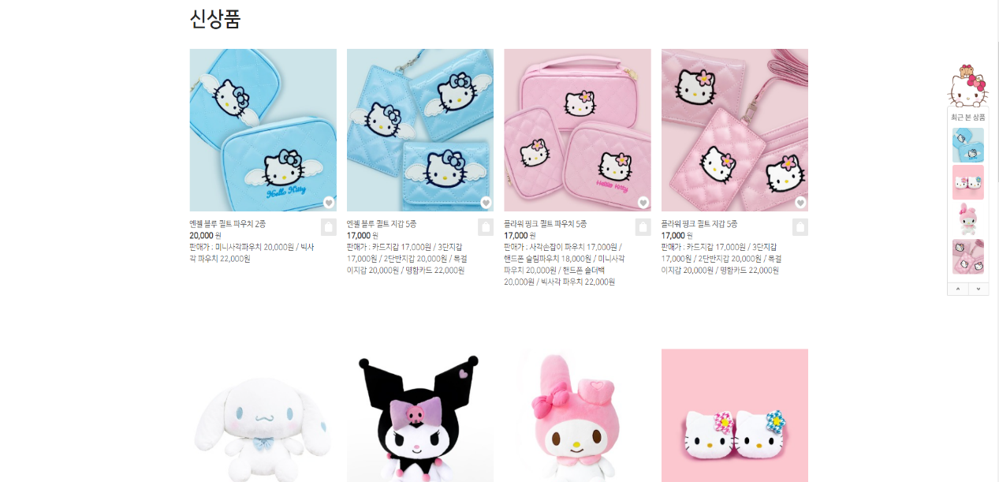 신상품
Hello Kitty
Hello Kitty
엔젤 블루 퀼트 파우치 2종
20,000 원
판매가 : 미니사각파우치 20,000원 / 빅사
각 파우치 22,000원
엔젤 블루 퀼트 지갑 5종
17,000 원
판매가 : 카드지갑 17,000원 / 3단지갑
17,000원 / 2단반지갑 20,000원 / 목걸
이지갑 20,000원 / 명함카드 22,000원
플라워 핑크 퀼트 파우치 5종
17,000 원
판매가 : 사각손잡이 파우치 17,000원 /
핸드폰 슬림파우치 18,000원 / 미니사각
파우치 20,000원 / 핸드폰 숄더백
20,000원 / 빅사각 파우치 22,000원
플라워 핑크 퀼트 지갑 5종
17,000 원
판매가 : 카드지갑 17,000원 / 3단지갑
17,000원 / 2단반지갑 20,000원 / 목걸
이지갑 20,000원 / 명함카드 22,000원
최근 본 상품